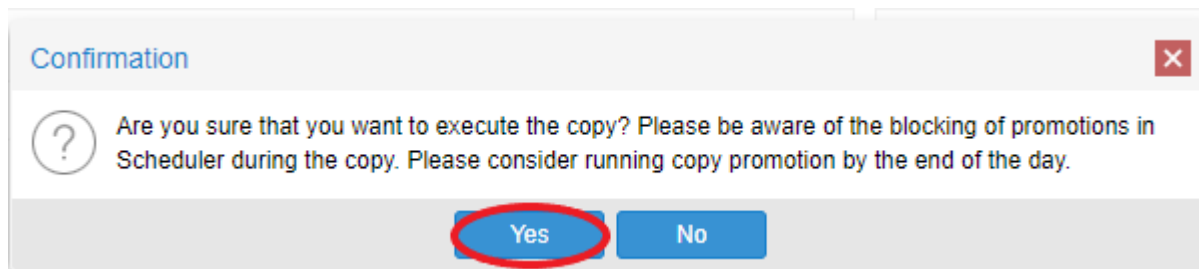 Confirmation
Are you sure that you want to execute the copy? Please be aware of the blocking of promotions in
Scheduler during the copy. Please consider running copy promotion by the end of the day.
Yes
No